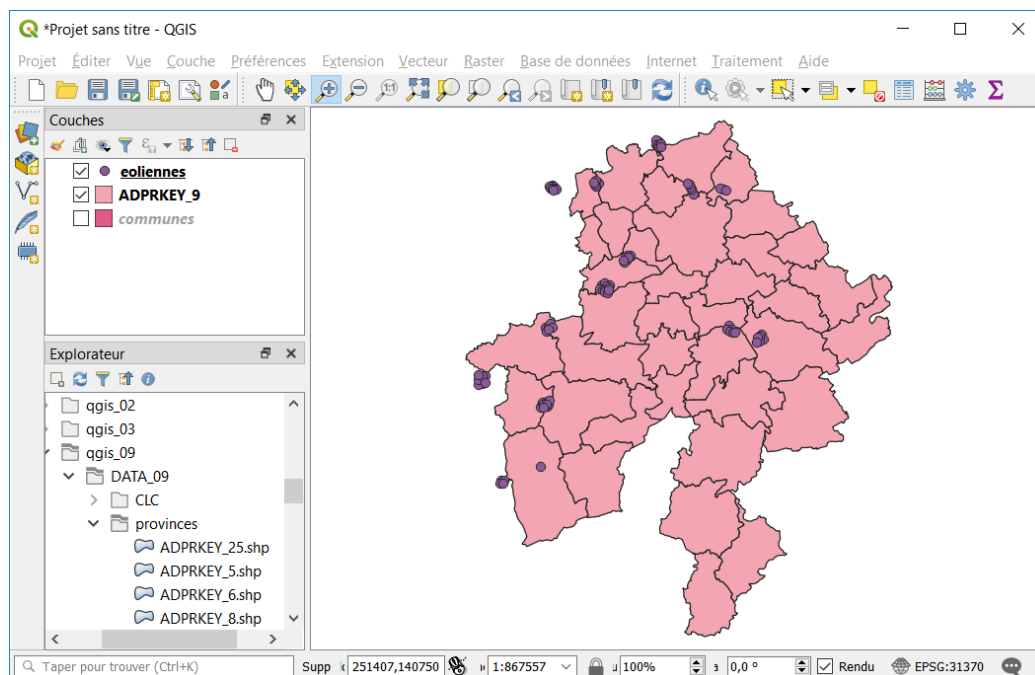 *Projet sans titre - QGIS
Projet Éditer Vue Couche Préférences Extension Vecteur Raster Base de données Internet Traitement Aide
Couches
eoliennes
ADPRKEY_9
communes
Explorateur
qgis_02
qgis_03
qgis_09
DATA_09
CLC
provinces
ADPRKEY_25.shp
ADPRKEY_5.shp
ADPRKEY_6.shp
ADPRKEY_8.shp
Taper pour trouver (Ctrl+K) Supp 251407,140750 1:867557 100% 0,0 ° Rendu EPSG:31370